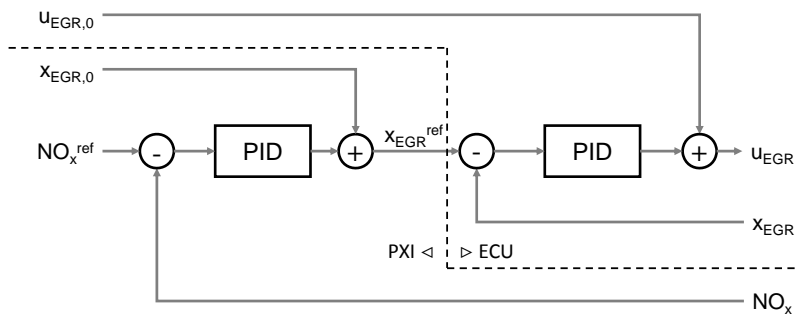 u_EGR,0
x_EGR,0
NO_x^ref
-
PID
+
x_EGR^ref
-
PID
+
u_EGR
x_EGR
PXI ◁ ▷ ECU
NO_x